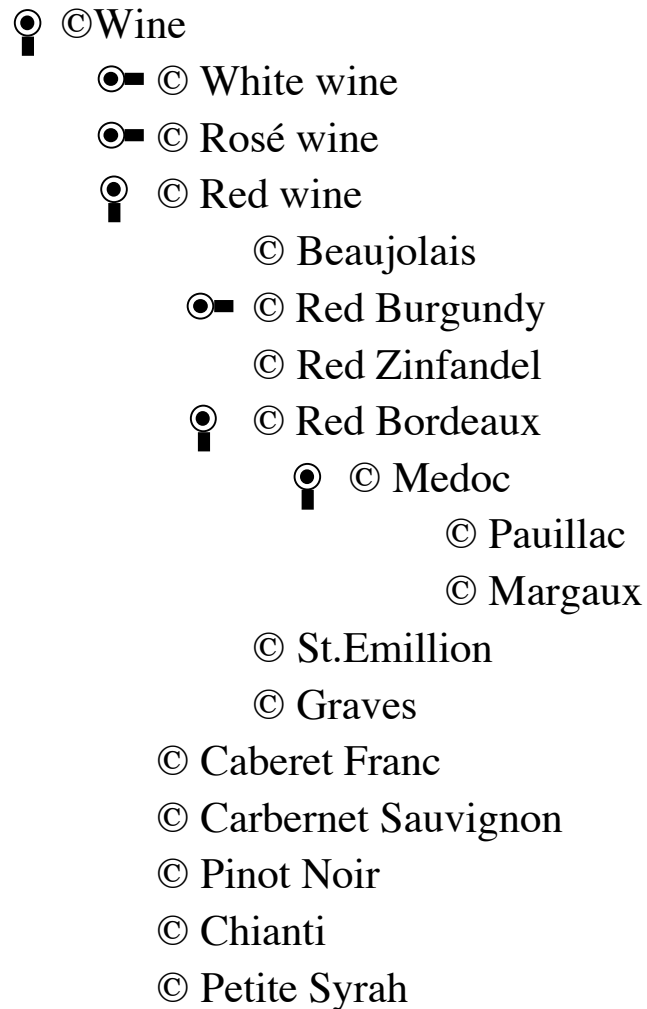 ©Wine
© White wine
© Rosé wine
© Red wine
© Beaujolais
© Red Burgundy
© Red Zinfandel
© Red Bordeaux
© Medoc
© Pauillac
© Margaux
© St.Emillion
© Graves
© Caberet Franc
© Carbernet Sauvignon
© Pinot Noir
© Chianti
© Petite Syrah